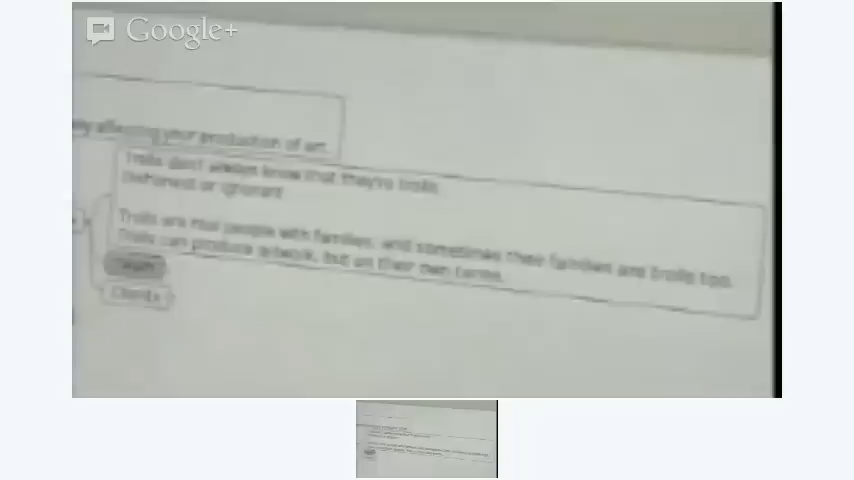 Google+
affecting your production of art.
Trolls don't always know that they're trolls.
Dishonest or ignorant
Trolls are real people with families, and sometimes their families are trolls too.
Trolls can produce artwork, but on their own terms.
Clients